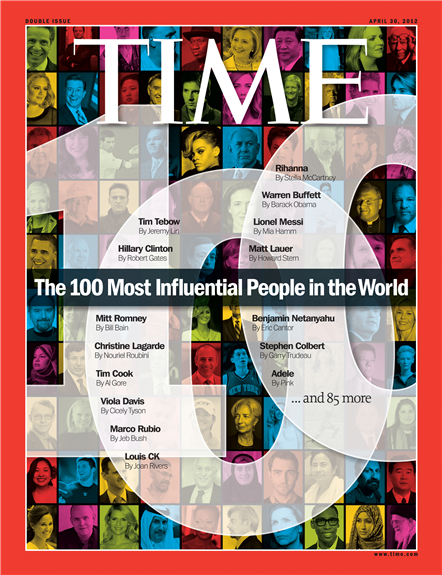 DOUBLE ISSUE
APRIL 30, 2012
TIME
100
Rihanna
By Stella McCartney
Warren Buffett
By Barack Obama
Tim Tebow
By Jeremy Lin
Lionel Messi
By Mia Hamm
Hillary Clinton
By Robert Gates
Matt Lauer
By Howard Stern
The 100 Most Influential People in the World
Mitt Romney
By Bill Bain
Benjamin Netanyahu
By Eric Cantor
Christine Lagarde
By Nouriel Roubini
Stephen Colbert
By Garry Trudeau
Tim Cook
By Al Gore
Adele
By Pink
... and 85 more
Viola Davis
By Cicely Tyson
Marco Rubio
By Jeb Bush
Louis CK
By Joan Rivers
NEW YORK
www.time.com